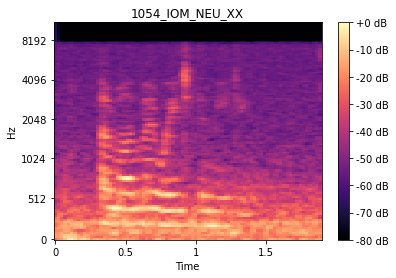 1054_IOM_NEU_XX
+0 dB
8192
-10 dB
4096
-20 dB
-30 dB
2048
Hz
-40 dB
1024
-50 dB
512
-60 dB
-70 dB
0
-80 dB
0
0.5
1
1.5
Time